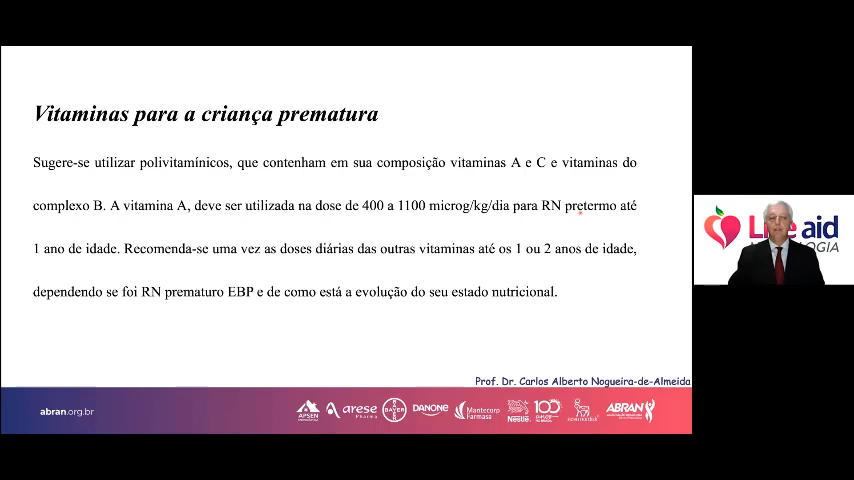 Vitaminas para a criança prematura
Sugere-se utilizar polivitamínicos, que contenham em sua composição vitaminas A e C e vitaminas do
complexo B. A vitamina A, deve ser utilizada na dose de 400 a 1100 microg/kg/dia para RN pretermo até
1 ano de idade. Recomenda-se uma vez as doses diárias das outras vitaminas até os 1 ou 2 anos de idade,
dependendo se foi RN prematuro EBP e de como está a evolução do seu estado nutricional.
Prof. Dr. Carlos Alberto Nogueira-de-Almeida
abran.org.br
APSEN
arese
Pharma
BAYER
DANONE
Mantecorp
Farmasa
Nestlé
100
ABRAN
aid